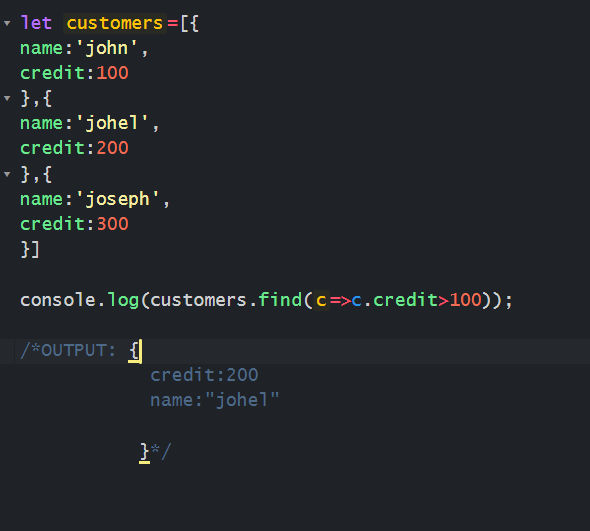 let customers=[{
name:'john',
credit:100
},{
name:'johel',
credit:200
},{
name:'joseph',
credit:300
}]
console.log(customers.find(c=>c.credit>100));
/*OUTPUT: {
credit:200
name:"johel"
}*/